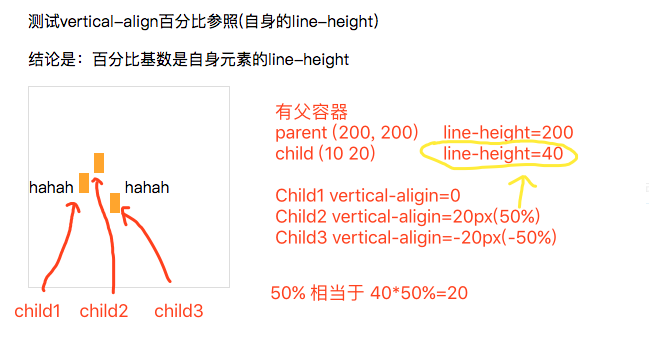 测试vertical-align百分比参照(自身的line-height)
结论是：百分比基数是自身元素的line-height
有父容器
parent (200, 200) line-height=200
child (10 20) line-height=40
hahah hahah
Child1 vertical-aligin=0
Child2 vertical-aligin=20px(50%)
Child3 vertical-aligin=-20px(-50%)
50% 相当于 40*50%=20
child1 child2 child3